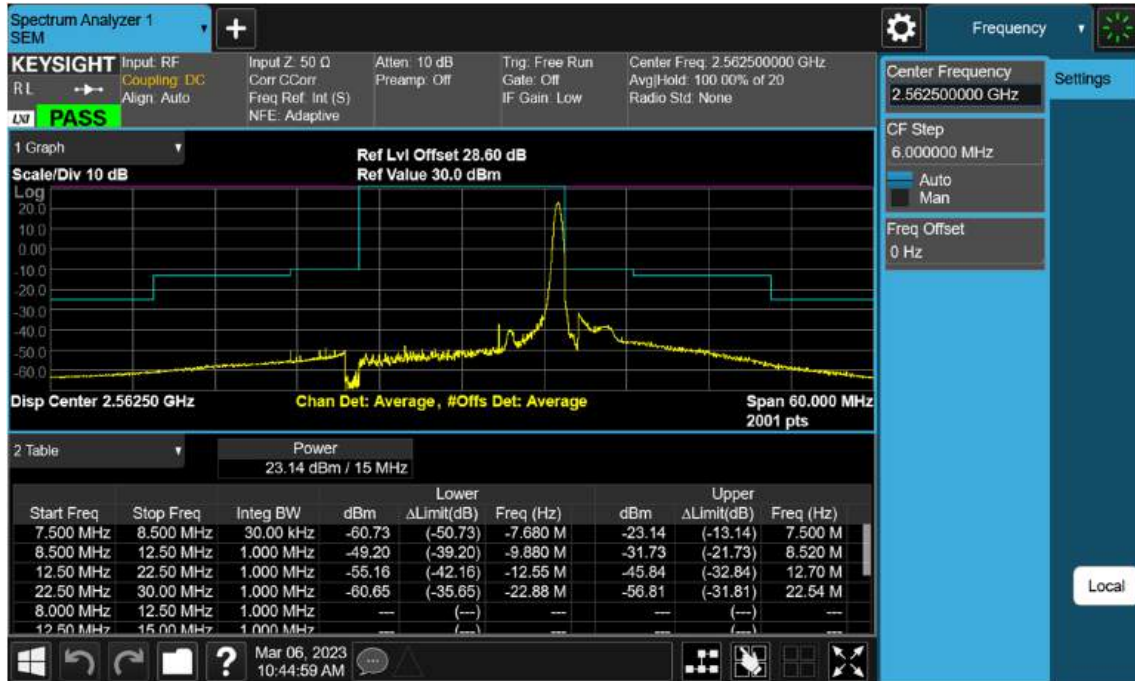 Spectrum Analyzer 1
SEM
Frequency
KEYSIGHT Input: RF Input Z: 50 Ω Atten: 10 dB Trig: Free Run Center Freq: 2.562500000 GHz
RL Coupling: DC Corr CCorr Preamp: Off Gate: Off Avg|Hold: 100.00% of 20
Align: Auto Freq Ref: Int (S) IF Gain: Low Radio Std: None
LXI PASS NFE: Adaptive
Center Frequency
2.562500000 GHz
Settings
CF Step
6.000000 MHz
Auto
Man
Freq Offset
0 Hz
1 Graph
Ref Lvl Offset 28.60 dB
Scale/Div 10 dB Ref Value 30.0 dBm
Log
20.0
10.0
0.00
-10.0
-20.0
-30.0
-40.0
-50.0
-60.0
Disp Center 2.56250 GHz Chan Det: Average, #Offs Det: Average Span 60.000 MHz
2001 pts
2 Table Power
23.14 dBm / 15 MHz
Lower Upper
Start Freq Stop Freq Integ BW dBm ΔLimit(dB) Freq (Hz) dBm ΔLimit(dB) Freq (Hz)
7.500 MHz 8.500 MHz 30.00 kHz -60.73 (-50.73) -7.680 M -23.14 (-13.14) 7.500 M
8.500 MHz 12.50 MHz 1.000 MHz -49.20 (-39.20) -9.880 M -31.73 (-21.73) 8.520 M
12.50 MHz 22.50 MHz 1.000 MHz -55.16 (-42.16) -12.55 M -45.84 (-32.84) 12.70 M
22.50 MHz 30.00 MHz 1.000 MHz -60.65 (-35.65) -22.88 M -56.81 (-31.81) 22.54 M
8.000 MHz 12.50 MHz 1.000 MHz --- (---) --- --- (---) ---
12.50 MHz 15.00 MHz 1.000 MHz --- (---) --- --- (---) ---
Local
? Mar 06, 2023
10:44:59 AM